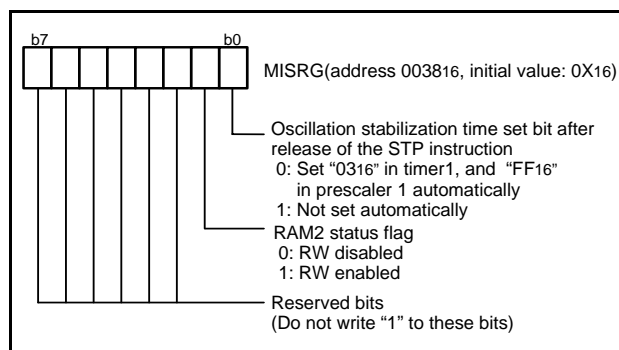 b7 b0
MISRG(address 003816, initial value: 0X16)
Oscillation stabilization time set bit after
release of the STP instruction
0: Set “0316” in timer1, and “FF16”
in prescaler 1 automatically
1: Not set automatically
RAM2 status flag
0: RW disabled
1: RW enabled
Reserved bits
(Do not write “1” to these bits)